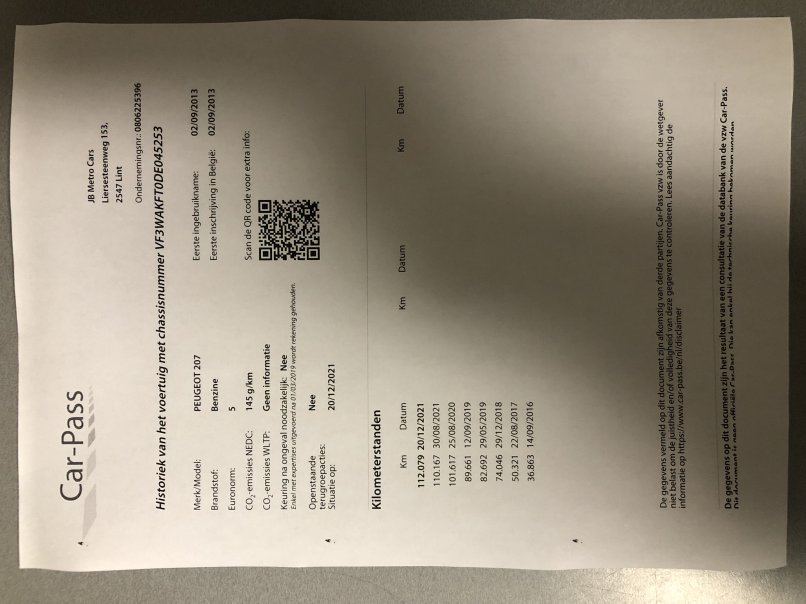 Car-Pass
JB Metro Cars
Liersesteenweg 153,
2547 Lint
Ondernemingsnr.: 0806225396
Historiek van het voertuig met chassisnummer VF3WAKFT0DE045253
Merk/Model: PEUGEOT 207 Eerste ingebruikname: 02/09/2013
Brandstof: Benzine Eerste inschrijving in België: 02/09/2013
Euronorm: 5
CO₂-emissies NEDC: 145 g/km Scan de QR code voor extra info:
CO₂-emissies WLTP: Geen informatie
Keuring na ongeval noodzakelijk: Nee
Enkel met expertises uitgevoerd na 01/03/2019 wordt rekening gehouden.
Openstaande Nee
terugroepacties:
Situatie op: 20/12/2021
Kilometerstanden
Km Datum Km Datum Km Datum
112.079 20/12/2021
110.167 30/08/2021
101.617 25/08/2020
89.661 12/09/2019
82.692 29/05/2019
74.046 29/12/2018
50.321 22/08/2017
36.863 14/09/2016
De gegevens vermeld op dit document zijn afkomstig van derde partijen. Car-Pass vzw is door de wetgever
niet belast om de juistheid en/of volledigheid van deze gegevens te controleren. Lees aandachtig de
informatie op https://www.car-pass.be/nl/disclaimer
De gegevens op dit document zijn het resultaat van een consultatie van de databank van de vzw Car-Pass.
Dit document is geen officiële Car-Pass. Die kan enkel bij de technische keuring bekomen worden